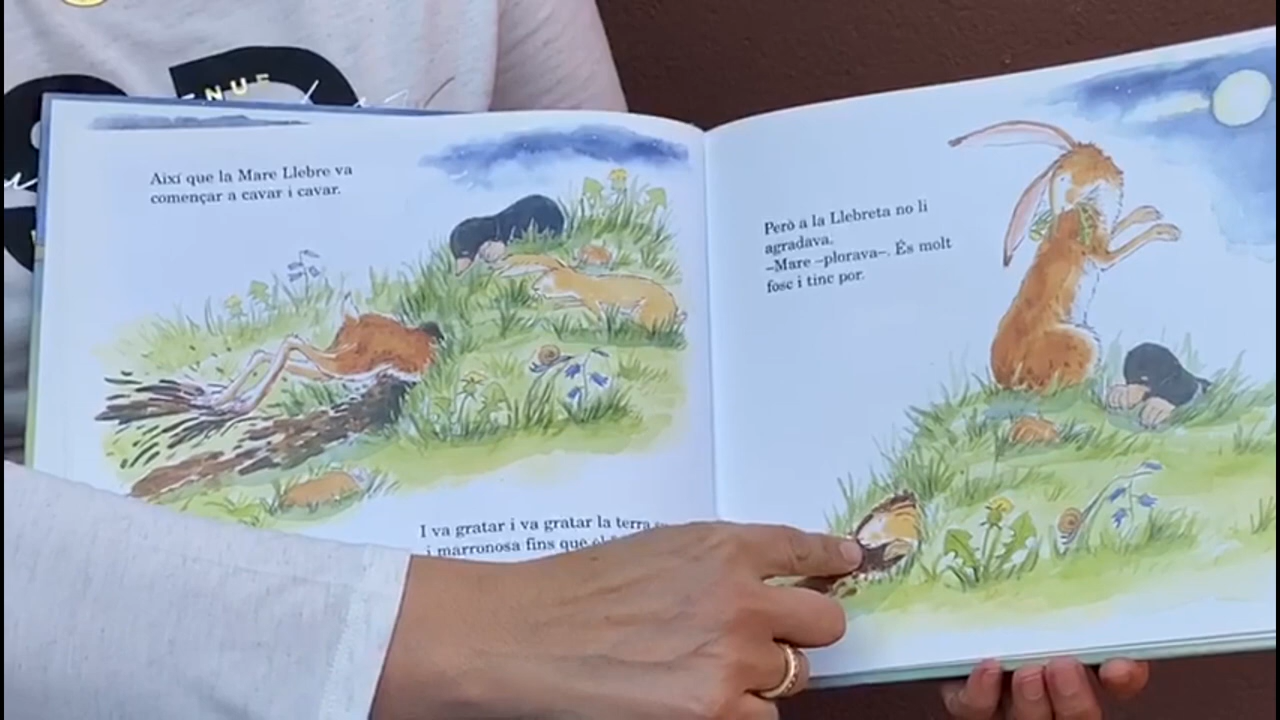 NUE
Així que la Mare Llebre va
començar a cavar i cavar.
I va gratar i va gratar la terra
i marronosa fins que
Però a la Llebreta no li
agradava.
–Mare –plorava–. És molt
fosc i tinc por.